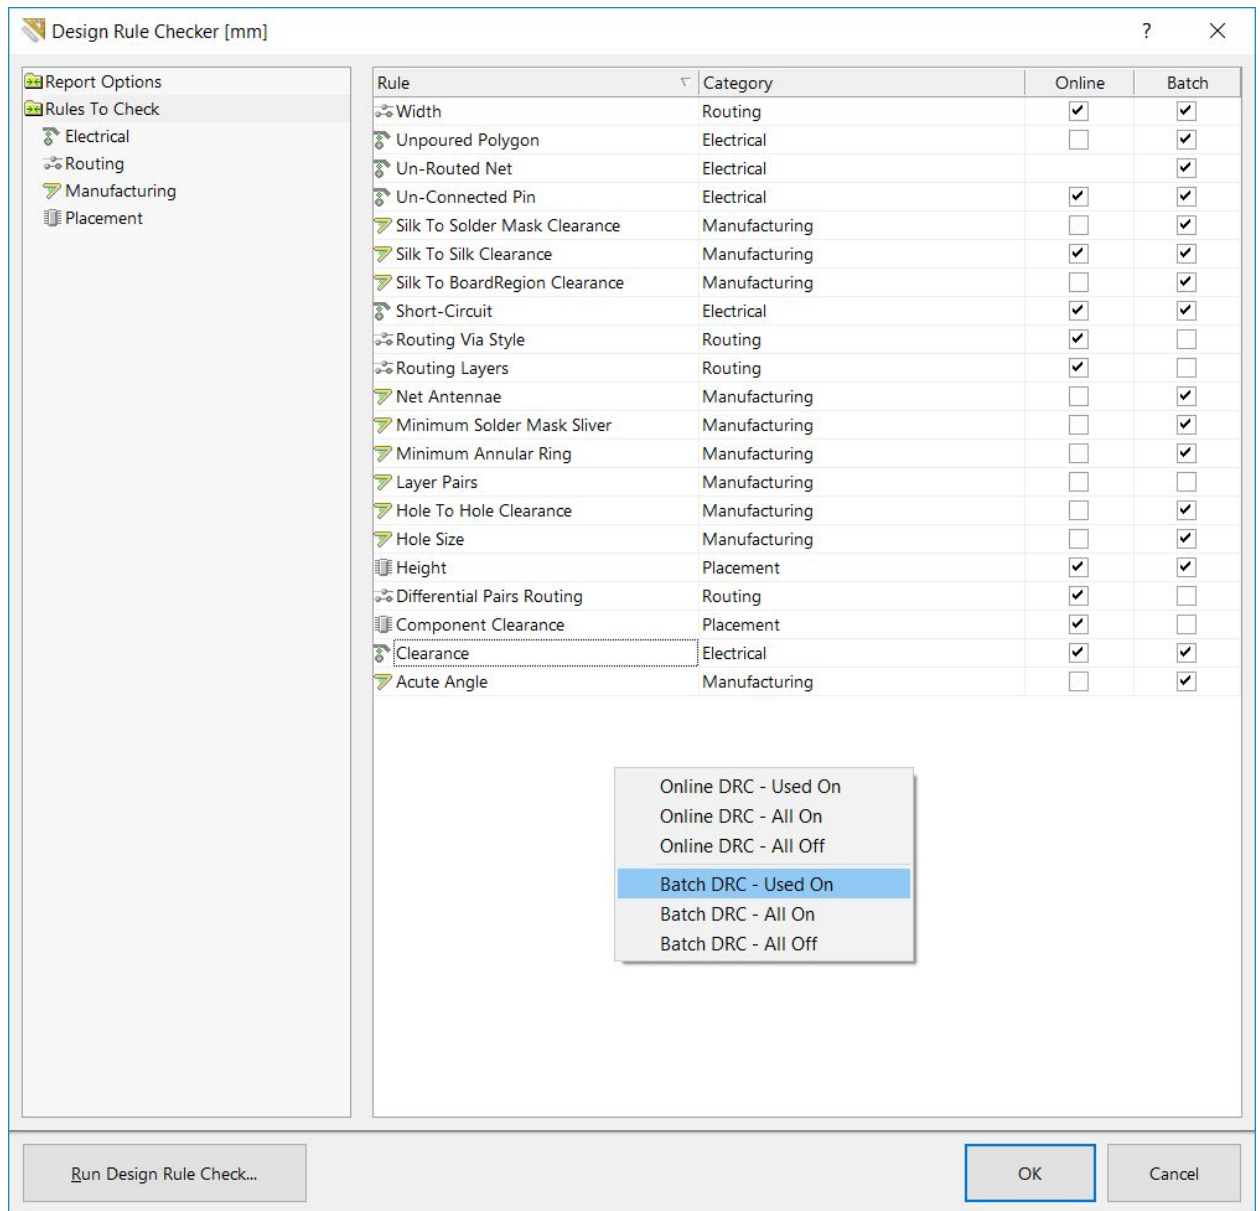 Design Rule Checker [mm]
?
Report Options
Rules To Check
Electrical
Routing
Manufacturing
Placement
Rule Category Online Batch
Width Routing
Unpoured Polygon Electrical
Un-Routed Net Electrical
Un-Connected Pin Electrical
Silk To Solder Mask Clearance Manufacturing
Silk To Silk Clearance Manufacturing
Silk To BoardRegion Clearance Manufacturing
Short-Circuit Electrical
Routing Via Style Routing
Routing Layers Routing
Net Antennae Manufacturing
Minimum Solder Mask Sliver Manufacturing
Minimum Annular Ring Manufacturing
Layer Pairs Manufacturing
Hole To Hole Clearance Manufacturing
Hole Size Manufacturing
Height Placement
Differential Pairs Routing Routing
Component Clearance Placement
Clearance Electrical
Acute Angle Manufacturing
Online DRC - Used On
Online DRC - All On
Online DRC - All Off
Batch DRC - Used On
Batch DRC - All On
Batch DRC - All Off
Run Design Rule Check... OK Cancel